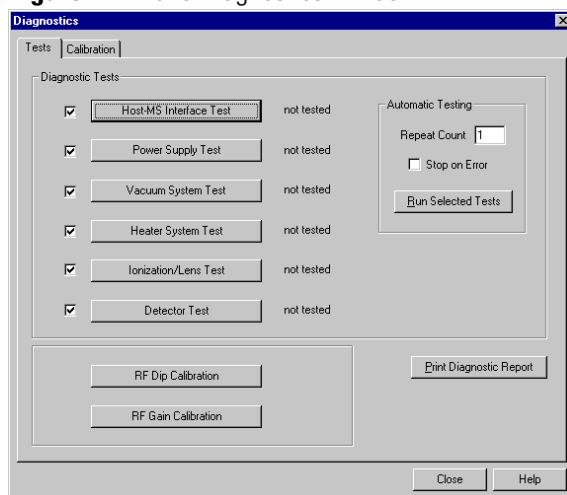 Diagnostics
Tests
Calibration
Diagnostic Tests
Host-MS Interface Test
not tested
Power Supply Test
not tested
Vacuum System Test
not tested
Heater System Test
not tested
Ionization/Lens Test
not tested
Detector Test
not tested
Automatic Testing
Repeat Count 1
Stop on Error
Run Selected Tests
RF Dip Calibration
RF Gain Calibration
Print Diagnostic Report
Close
Help